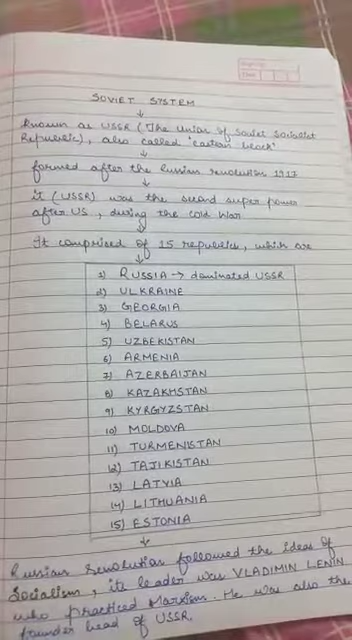 SOVIET SYSTEM
↓
known as USSR (The union of soviet socialist
Republic), also called 'eastern block'
↓
formed after the Russian revolution 1917
↓
it (USSR) was the second super power
after US, during the cold war
↓
It comprised of 15 republics, which are
↓
1) RUSSIA → dominated USSR
2) ULKRAINE
3) GEORGIA
4) BELARUS
5) UZBEKISTAN
6) ARMENIA
7) AZERBAIJAN
8) KAZAKHSTAN
9) KYRGYZSTAN
10) MOLDOVA
11) TURMENISTAN
12) TAJIKISTAN
13) LATVIA
14) LITHUANIA
15) ESTONIA
↓
Russian revolution followed the ideas of
Socialism, its leader was VLADIMIN LENIN
who practiced Marxism. He was also the
founder head of USSR.